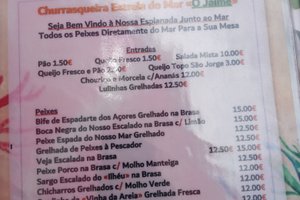 Churrasqueira Estrela do Mar «O Jaime»
Seja Bem Vindo à Nossa Esplanada Junto ao Mar
Todos os Peixes Diretamente do Mar Para a Sua Mesa
Entradas
Pão 1.50€ Queijo Fresco 1.50€ Salada Mista 10.00€
Queijo Fresco e Pão Queijo Topo São Jorge 3.00€
Chouriço e Morcela c/Ananás 12.00€
Lulinhas Grelhadas 12.50€
Peixes
Bife de Espadarte dos Açores Grelhado na Brasa 15.00€
Boca Negra do Nosso Escalado na Brasa c/ Limão 15.00€
Peixe Espada do Nosso Mar Grelhado 12.50€
Grelhada de Peixes à Pescador 12.50€ 15.00€
Veja Escalada na Brasa 12.50€
Peixe Porco na Brasa c/ Molho Manteiga 12.00€
Sargo Escalado do «Ilhéu» na Brasa 12.00€
Chicharros Grelhados c/ Molho Verde
«Vinha da Areia» Grelhada Fresca